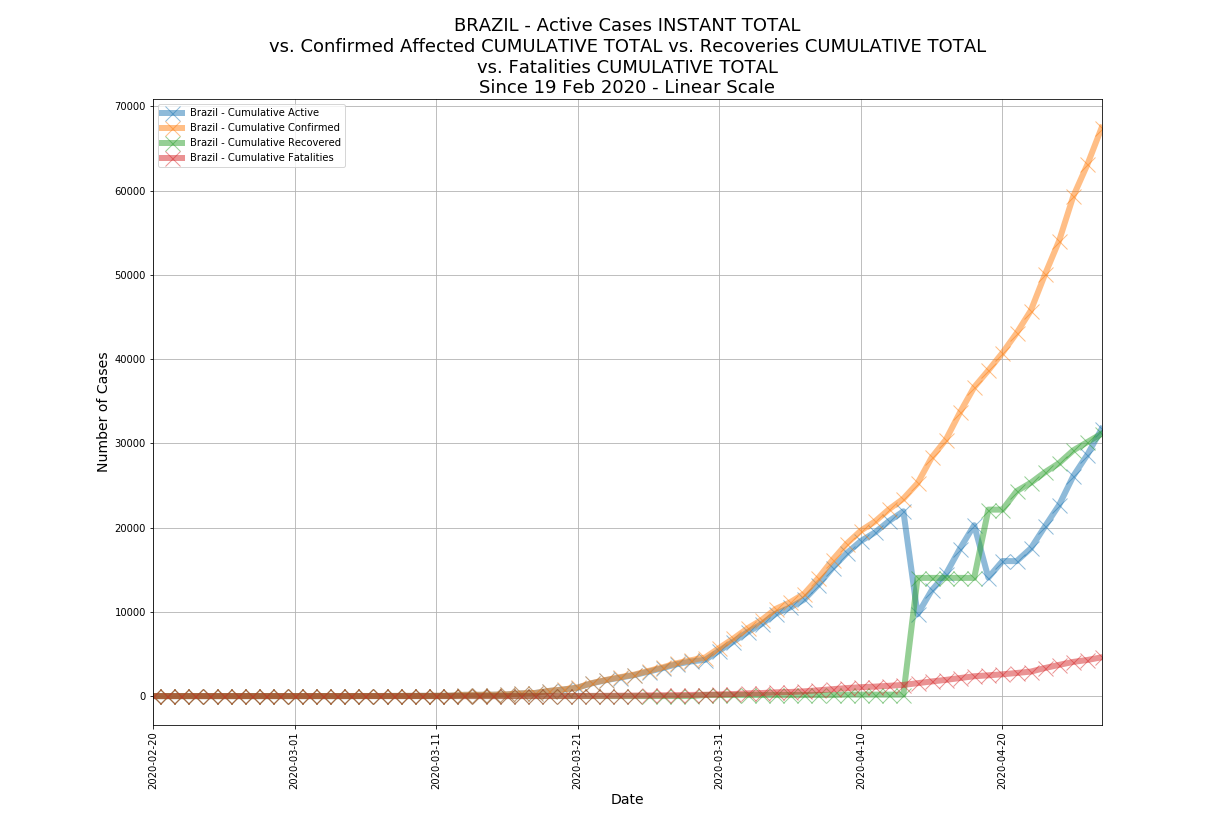 BRAZIL - Active Cases INSTANT TOTAL
vs. Confirmed Affected CUMULATIVE TOTAL vs. Recoveries CUMULATIVE TOTAL
vs. Fatalities CUMULATIVE TOTAL
Since 19 Feb 2020 - Linear Scale
Brazil - Cumulative Active
Brazil - Cumulative Confirmed
Brazil - Cumulative Recovered
Brazil - Cumulative Fatalities
Number of Cases
70000
60000
50000
40000
30000
20000
10000
0
2020-02-20
2020-03-01
2020-03-11
2020-03-21
2020-03-31
2020-04-10
2020-04-20
Date